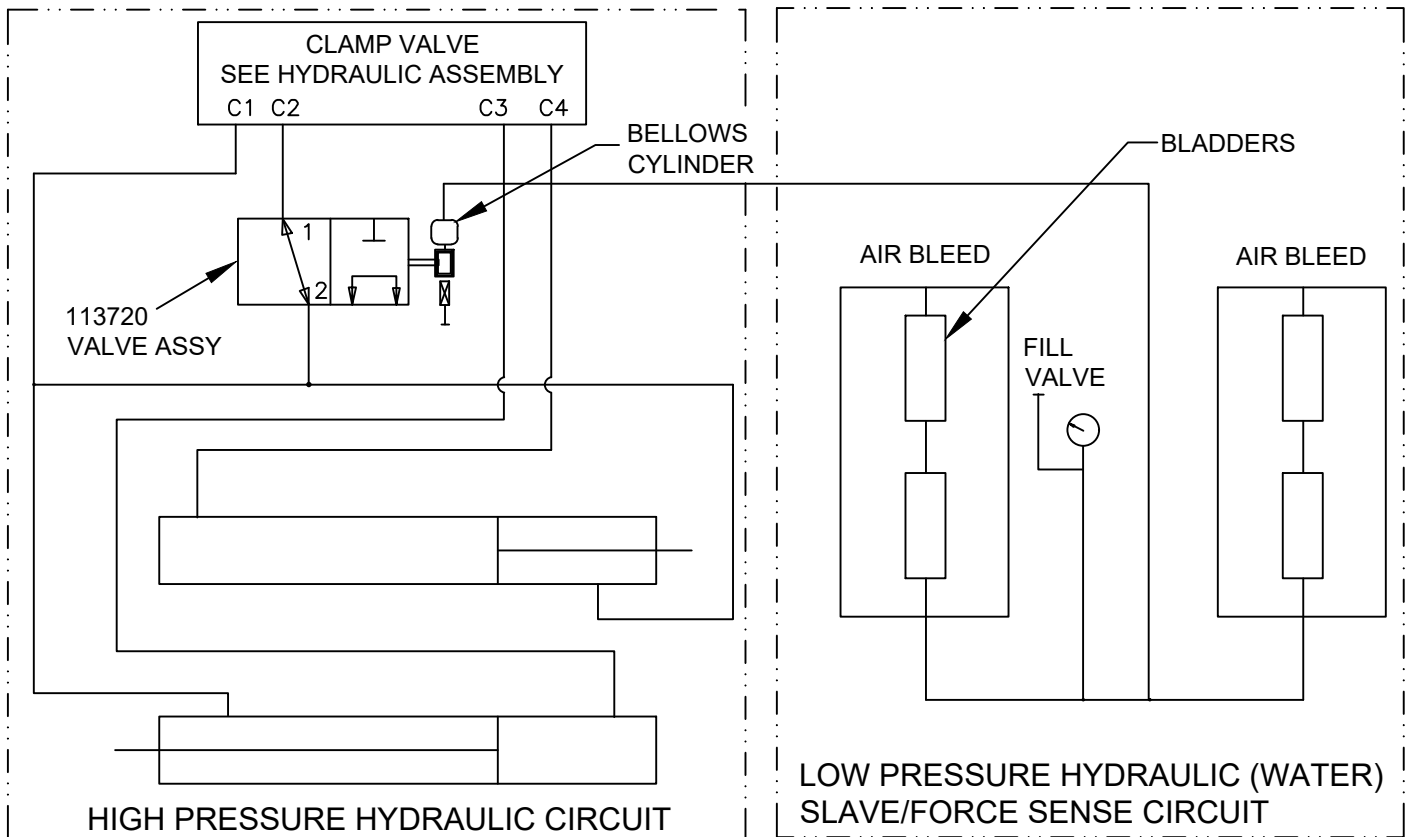 CLAMP VALVE
SEE HYDRAULIC ASSEMBLY
C1 C2 C3 C4
BELLOWS
CYLINDER
BLADDERS
1
2
113720
VALVE ASSY
AIR BLEED
AIR BLEED
FILL
VALVE
HIGH PRESSURE HYDRAULIC CIRCUIT
LOW PRESSURE HYDRAULIC (WATER)
SLAVE/FORCE SENSE CIRCUIT